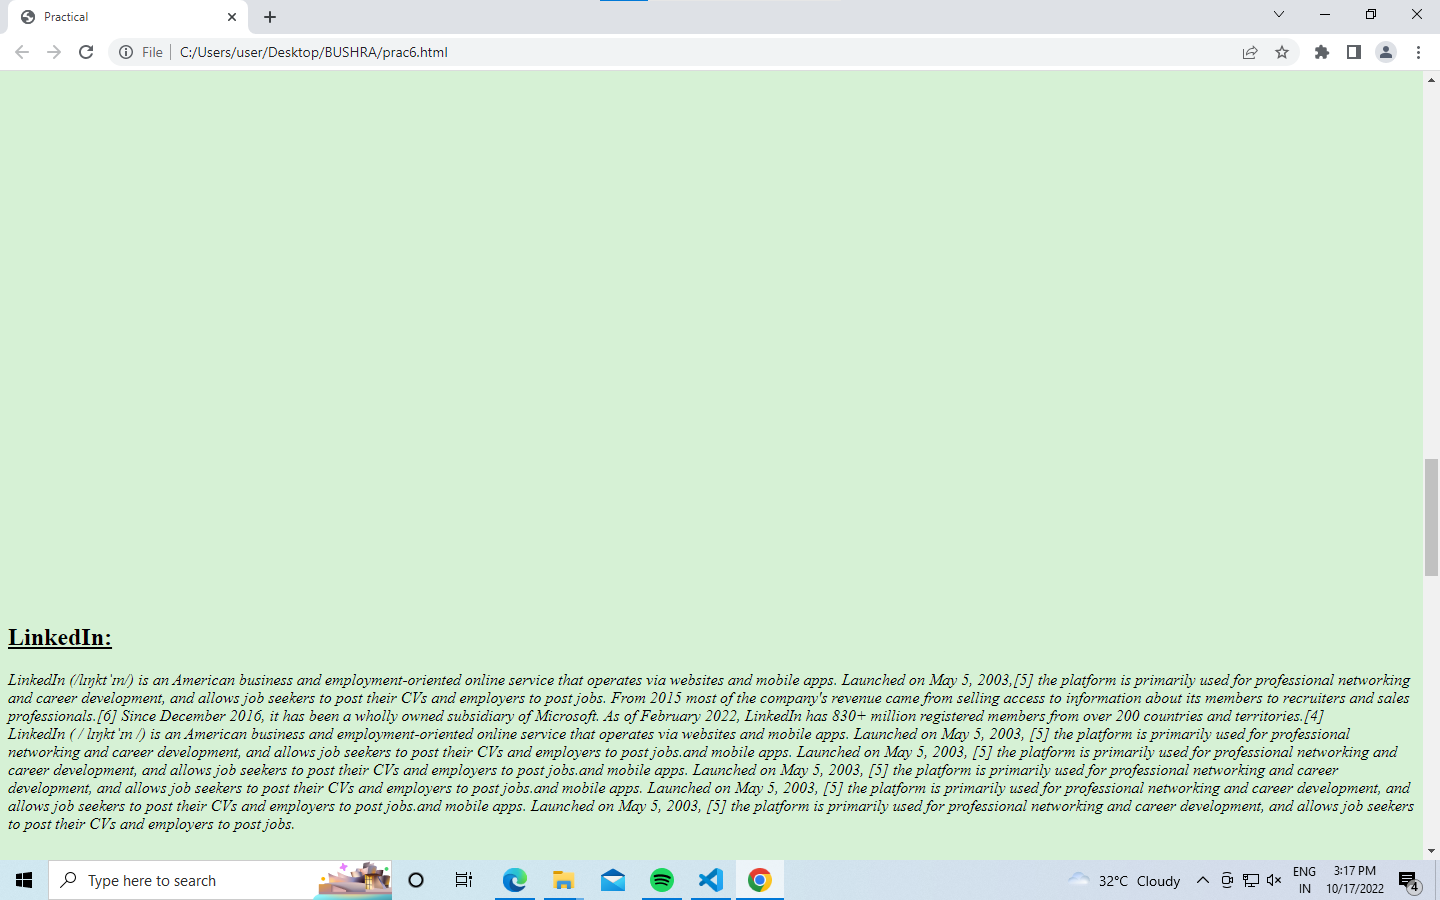 Practical
File
C:/Users/user/Desktop/BUSHRA/prac6.html
LinkedIn:
LinkedIn (/lɪŋktˈɪn/) is an American business and employment-oriented online service that operates via websites and mobile apps. Launched on May 5, 2003,[5] the platform is primarily used for professional networking
and career development, and allows job seekers to post their CVs and employers to post jobs. From 2015 most of the company's revenue came from selling access to information about its members to recruiters and sales
professionals.[6] Since December 2016, it has been a wholly owned subsidiary of Microsoft. As of February 2022, LinkedIn has 830+ million registered members from over 200 countries and territories.[4]
LinkedIn ( / lɪŋktˈɪn /) is an American business and employment-oriented online service that operates via websites and mobile apps. Launched on May 5, 2003, [5] the platform is primarily used for professional
networking and career development, and allows job seekers to post their CVs and employers to post jobs.and mobile apps. Launched on May 5, 2003, [5] the platform is primarily used for professional networking and
career development, and allows job seekers to post their CVs and employers to post jobs.and mobile apps. Launched on May 5, 2003, [5] the platform is primarily used for professional networking and career
development, and allows job seekers to post their CVs and employers to post jobs.and mobile apps. Launched on May 5, 2003, [5] the platform is primarily used for professional networking and career development, and
allows job seekers to post their CVs and employers to post jobs.and mobile apps. Launched on May 5, 2003, [5] the platform is primarily used for professional networking and career development, and allows job seekers
to post their CVs and employers to post jobs.
Type here to search
32°C Cloudy
ENG
IN
3:17 PM
10/17/2022
4